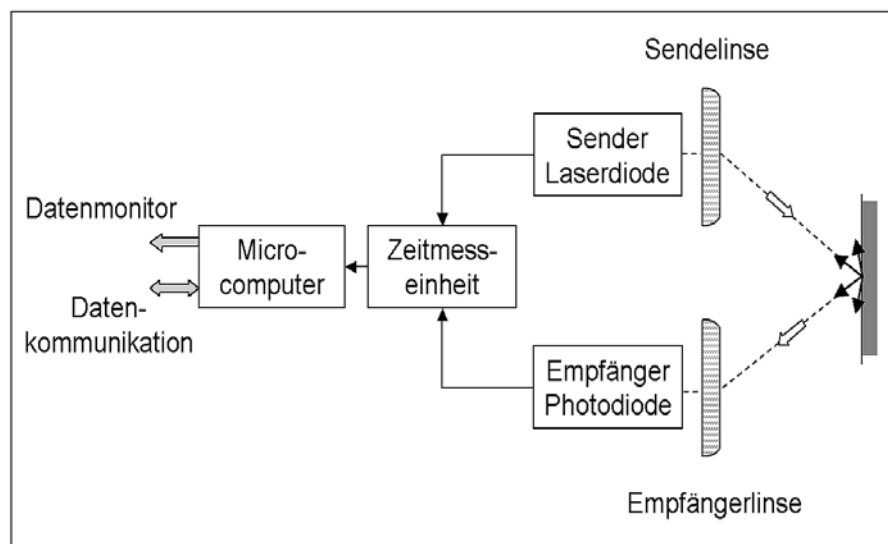 Sendelinse
Sender
Laserdiode
Datenmonitor
Micro-
computer
Zeitmess-
einheit
Daten-
kommunikation
Empfänger
Photodiode
Empfängerlinse